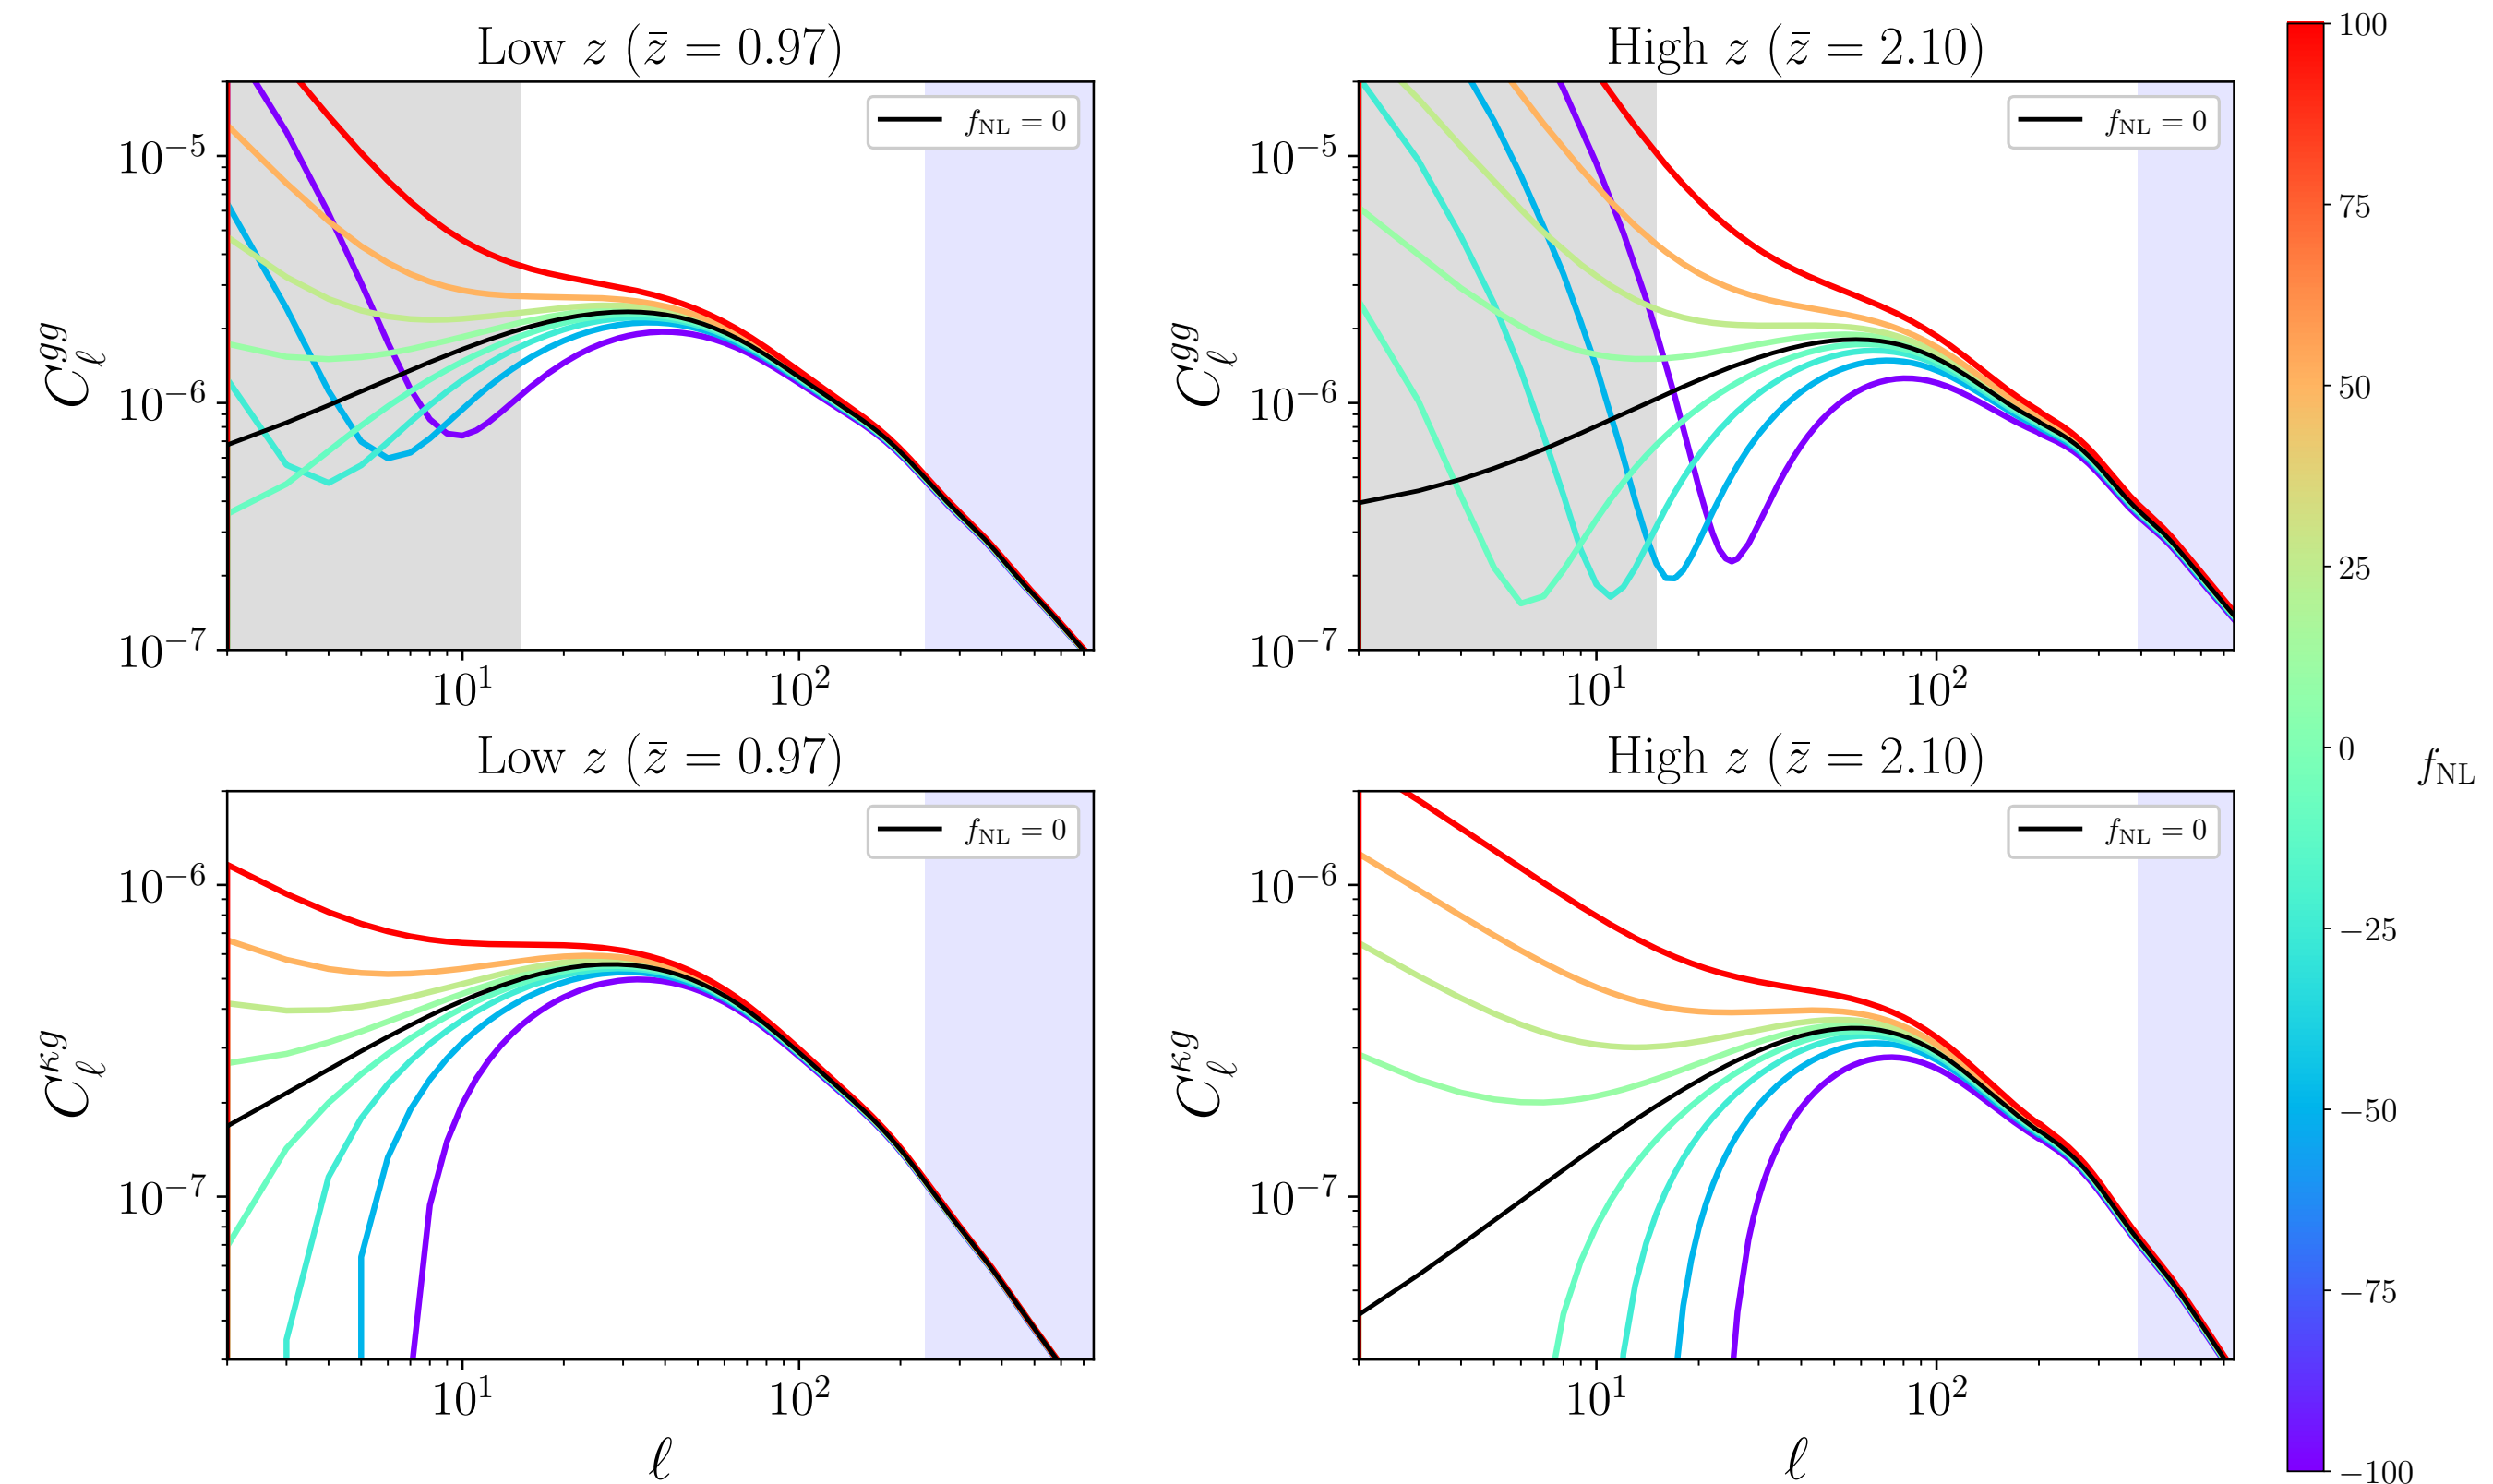 Low z (z̄ = 0.97)
C_ℓ^{gg}
10^{−5}
10^{−6}
10^{−7}
f_NL = 0
10^1
10^2
High z (z̄ = 2.10)
C_ℓ^{gg}
10^{−5}
10^{−6}
10^{−7}
f_NL = 0
10^1
10^2
Low z (z̄ = 0.97)
C_ℓ^{κg}
10^{−6}
10^{−7}
f_NL = 0
10^1
10^2
ℓ
High z (z̄ = 2.10)
C_ℓ^{κg}
10^{−6}
10^{−7}
f_NL = 0
10^1
10^2
ℓ
100
75
50
25
0
−25
−50
−75
−100
f_NL